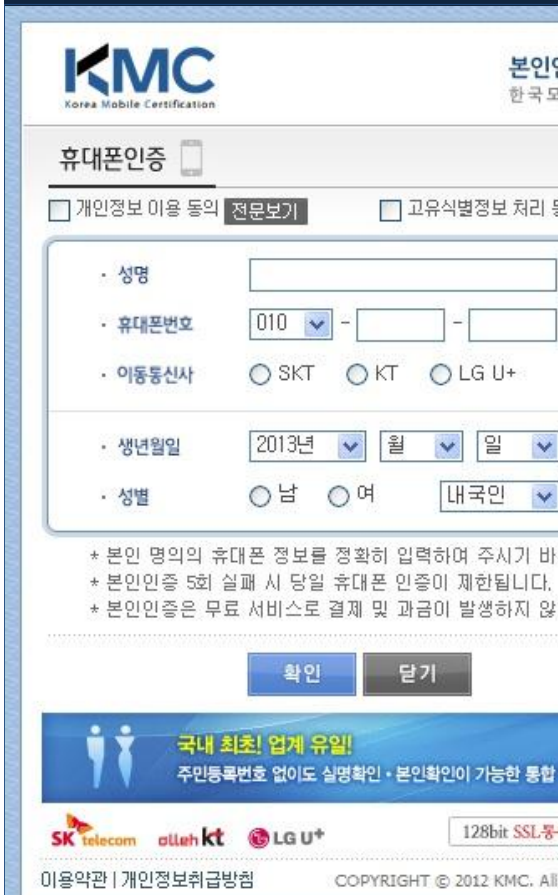 KMC
Korea Mobile Certification
본인인
한국모
휴대폰인증
개인정보 이용 동의 전문보기 고유식별정보 처리
성명
휴대폰번호 010 - -
이동통신사 SKT KT LG U+
생년월일 2013년 월 일
성별 남 여 내국인
* 본인 명의의 휴대폰 정보를 정확히 입력하여 주시기 바
* 본인인증 5회 실패 시 당일 휴대폰 인증이 제한됩니다.
* 본인인증은 무료 서비스로 결제 및 과금이 발생하지 않
확인 닫기
국내 최초! 업계 유일!
주민등록번호 없이도 실명확인 • 본인확인이 가능한 통합
SK telecom olleh kt LG U+ 128bit SSL-통
이용약관 | 개인정보취급방침 COPYRIGHT © 2012 KMC. All